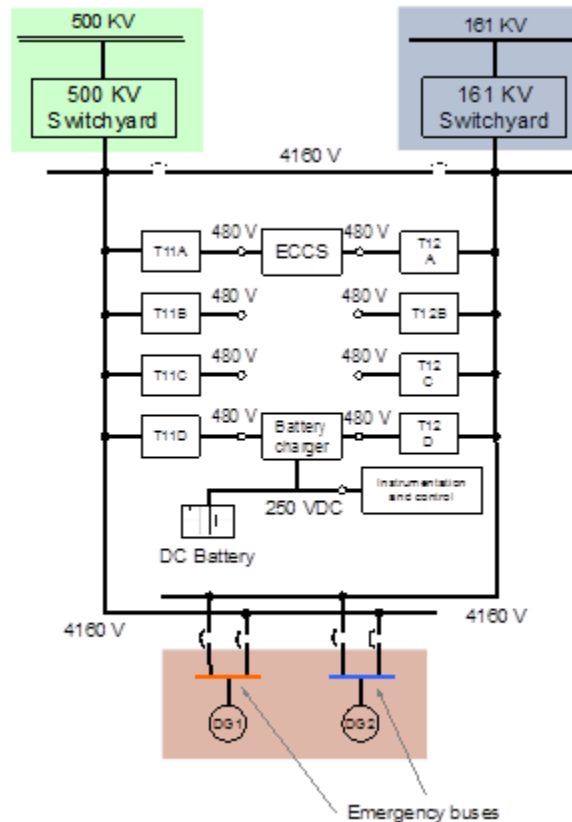 500 KV
161 KV
500 KV
Switchyard
161 KV
Switchyard
4160 V
T11A
480 V
ECCS
480 V
T12
A
T11B
480 V
480 V
T12B
T11C
480 V
480 V
T12
C
T11D
480 V
Battery
charger
480 V
T12
D
Instrumentation
and control
250 VDC
DC Battery
4160 V
4160 V
DG1
DG2
Emergency buses